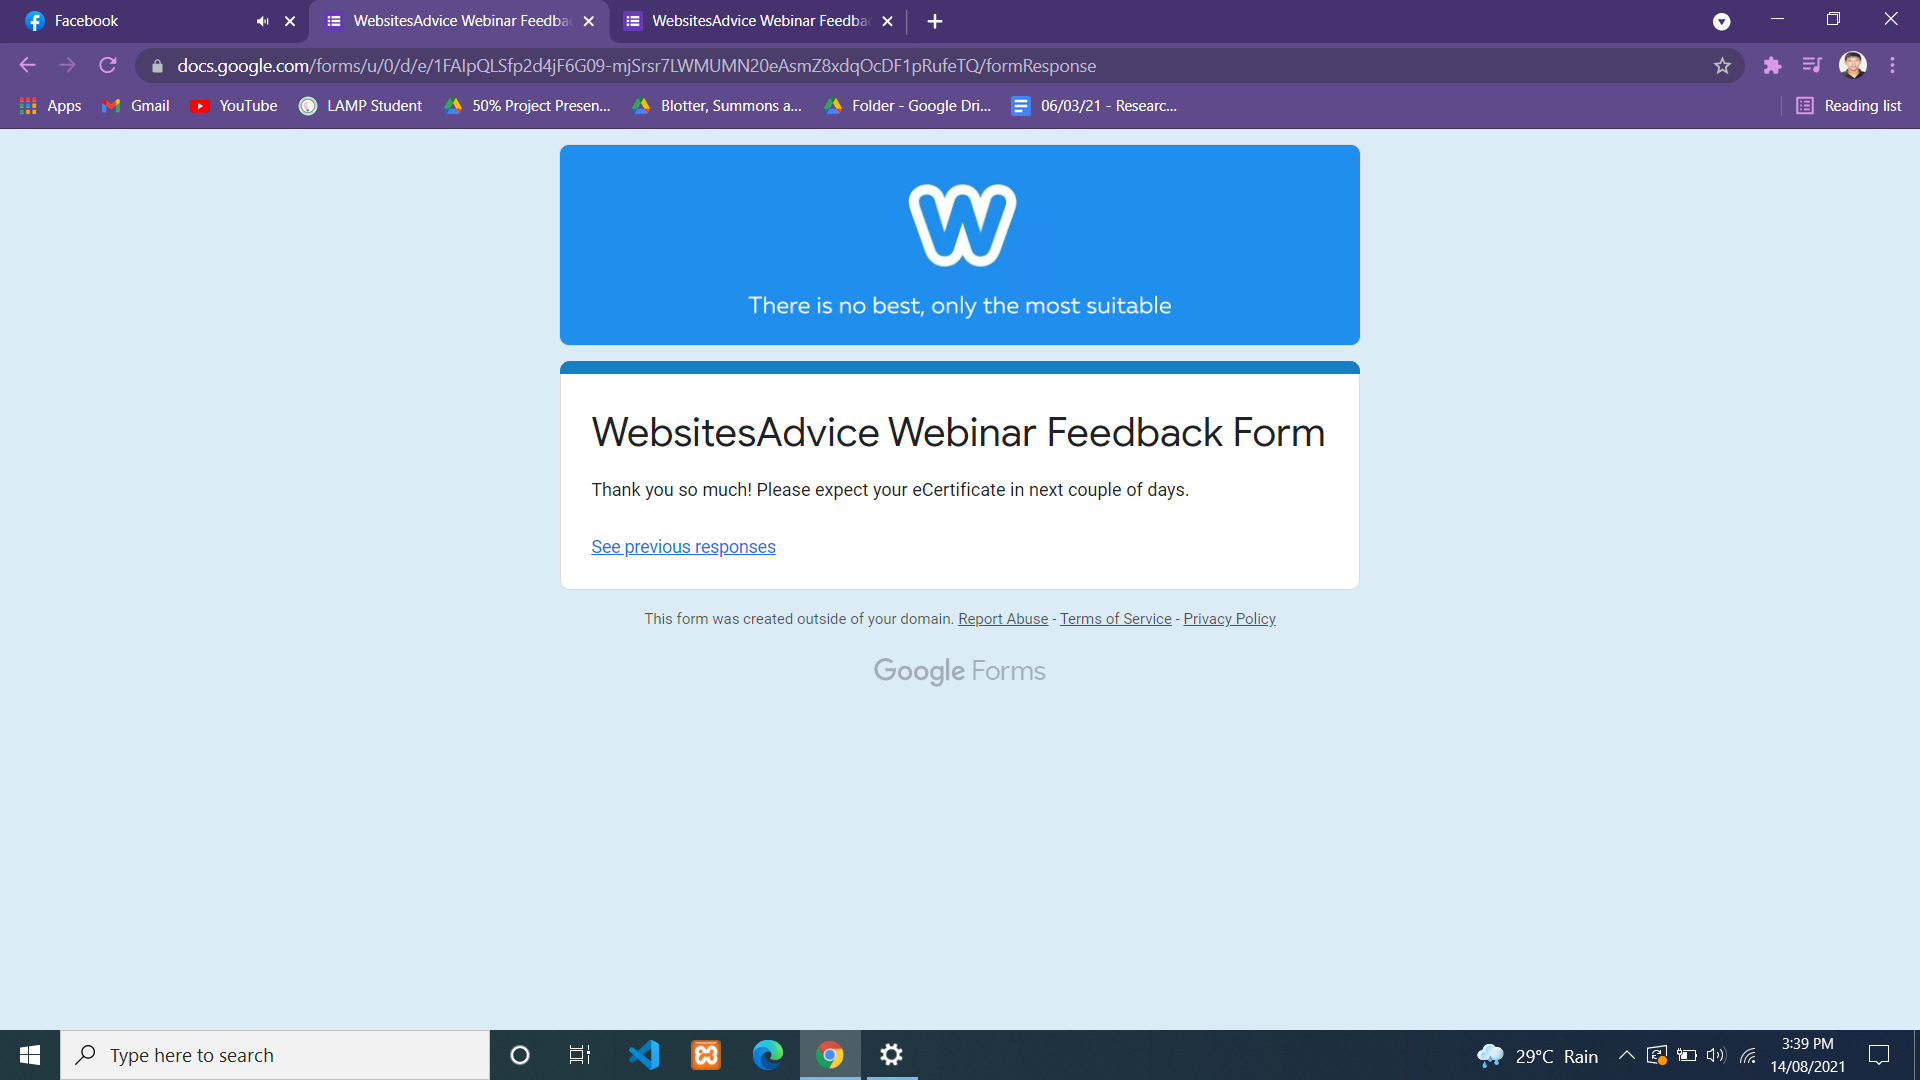 Facebook
WebsitesAdvice Webinar Feedba
WebsitesAdvice Webinar Feedba
docs.google.com/forms/u/0/d/e/1FAIpQLSfp2d4jF6G09-mjSrsr7LWMUMN20eAsmZ8xdqOcDF1pRufeTQ/formResponse
Apps
Gmail
YouTube
LAMP Student
50% Project Presen...
Blotter, Summons a...
Folder - Google Dri...
06/03/21 - Researc...
Reading list
W
There is no best, only the most suitable
WebsitesAdvice Webinar Feedback Form
Thank you so much! Please expect your eCertificate in next couple of days.
See previous responses
This form was created outside of your domain. Report Abuse - Terms of Service - Privacy Policy
Google Forms
Type here to search
29°C Rain
3:39 PM
14/08/2021